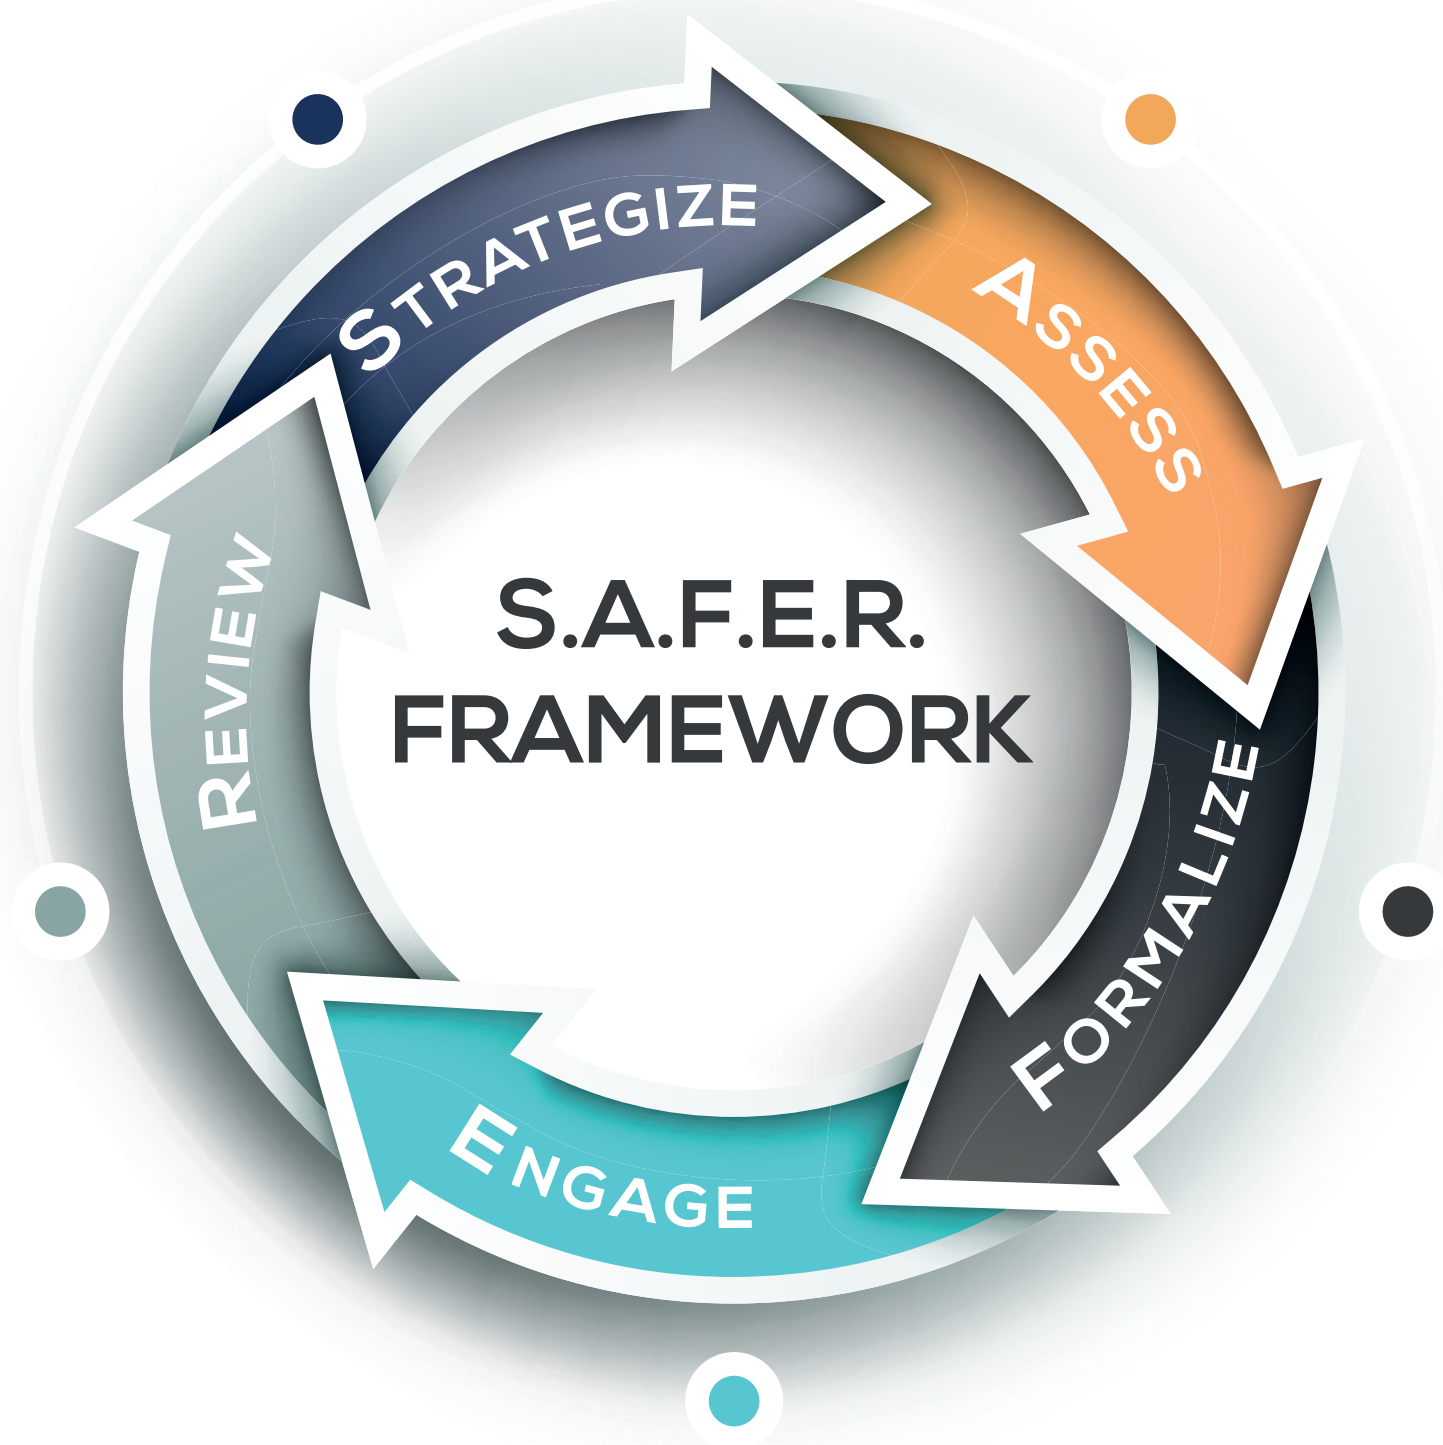 STRATEGIZE
ASSESS
FORMALIZE
ENGAGE
REVIEW
S.A.F.E.R.
FRAMEWORK